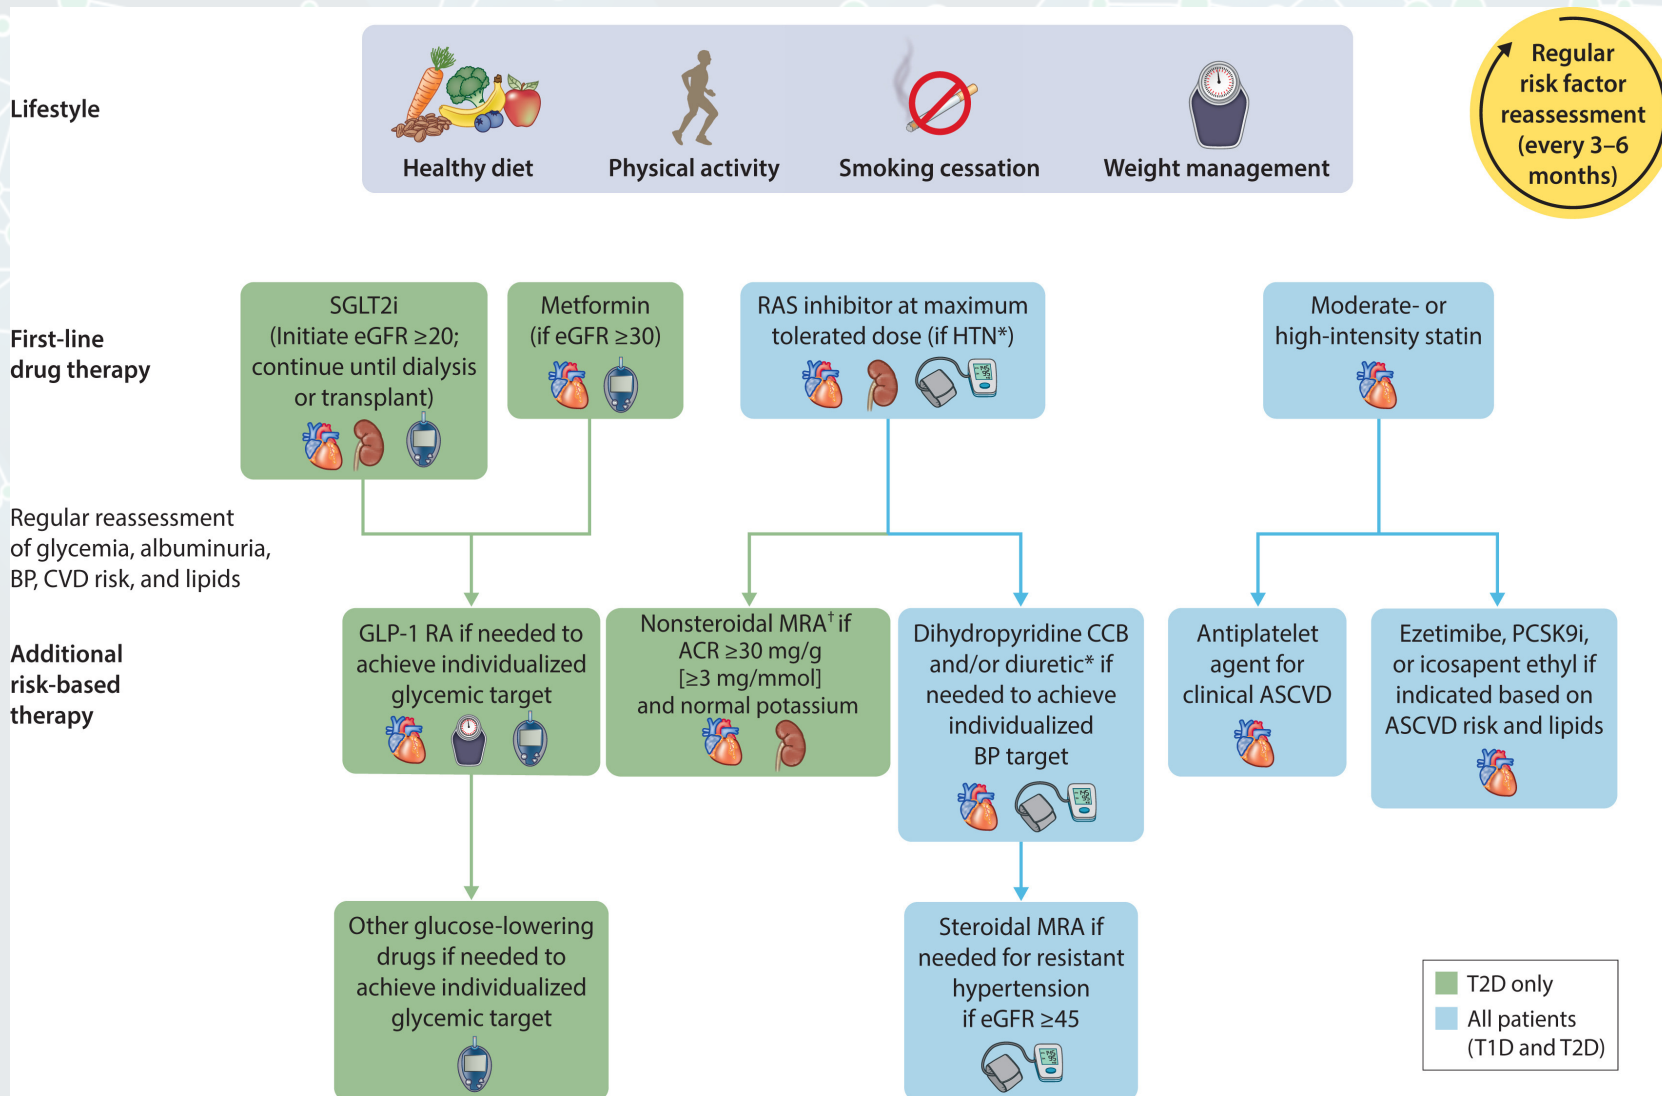 Lifestyle
Healthy diet
Physical activity
Smoking cessation
Weight management
Regular
risk factor
reassessment
(every 3–6
months)
First-line
drug therapy
SGLT2i
(Initiate eGFR ≥20;
continue until dialysis
or transplant)
Metformin
(if eGFR ≥30)
RAS inhibitor at maximum
tolerated dose (if HTN*)
Moderate- or
high-intensity statin
Regular reassessment
of glycemia, albuminuria,
BP, CVD risk, and lipids
Additional
risk-based
therapy
GLP-1 RA if needed to
achieve individualized
glycemic target
Nonsteroidal MRA† if
ACR ≥30 mg/g
[≥3 mg/mmol]
and normal potassium
Dihydropyridine CCB
and/or diuretic* if
needed to achieve
individualized
BP target
Antiplatelet
agent for
clinical ASCVD
Ezetimibe, PCSK9i,
or icosapent ethyl if
indicated based on
ASCVD risk and lipids
Other glucose-lowering
drugs if needed to
achieve individualized
glycemic target
Steroidal MRA if
needed for resistant
hypertension
if eGFR ≥45
T2D only
All patients
(T1D and T2D)